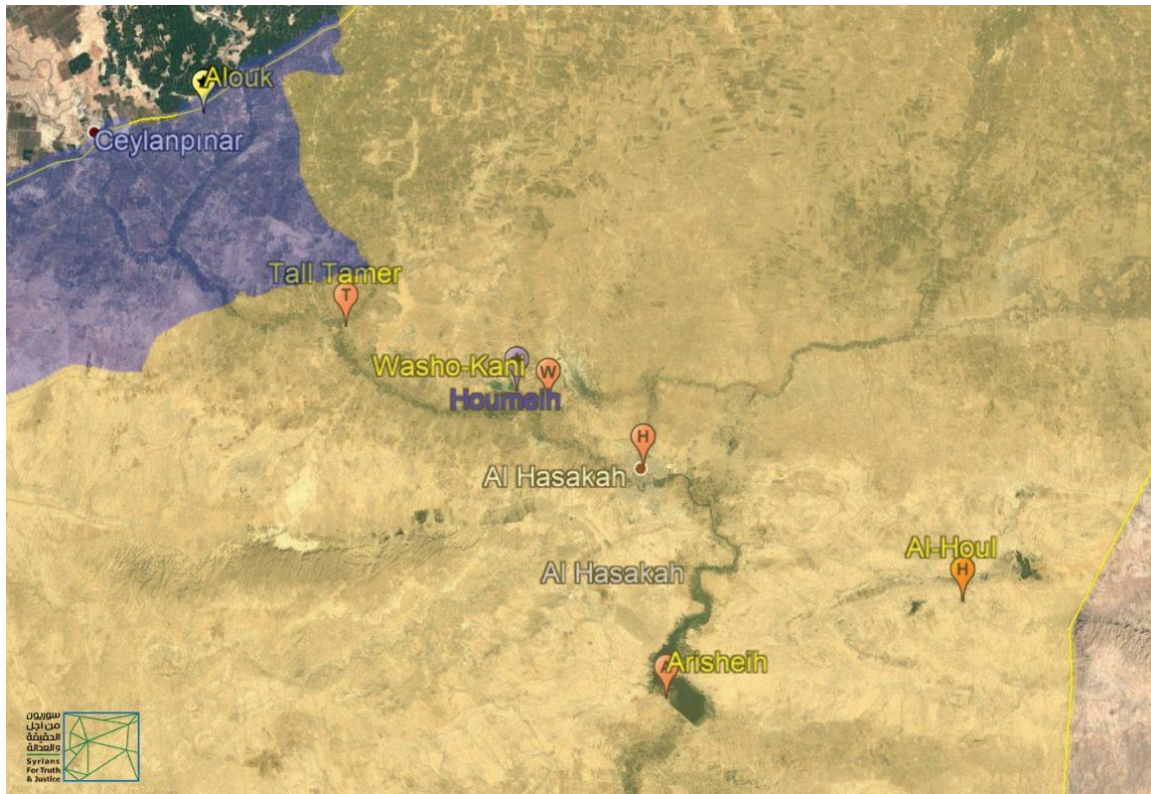 Alouk
Ceylanpınar
Tall Tamer
T
Washo-Kani
W
Houmeih
H
Al Hasakah
Al Hasakah
Al-Houl
H
Arisheih
A
سوريون
من أجل
الحقيقة
والعدالة
Syrians
For Truth
& Justice